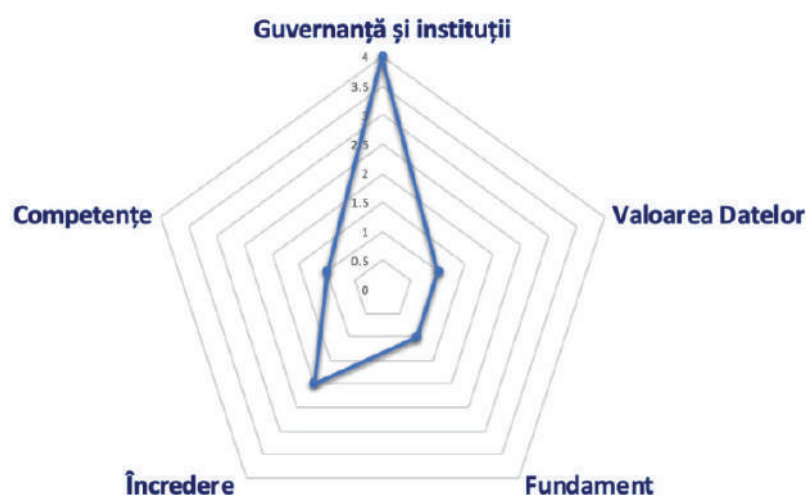 Guvernanță și instituții
4
3.5
3
2.5
2
1.5
1
0.5
0
Competențe
Valoarea Datelor
Încredere
Fundament